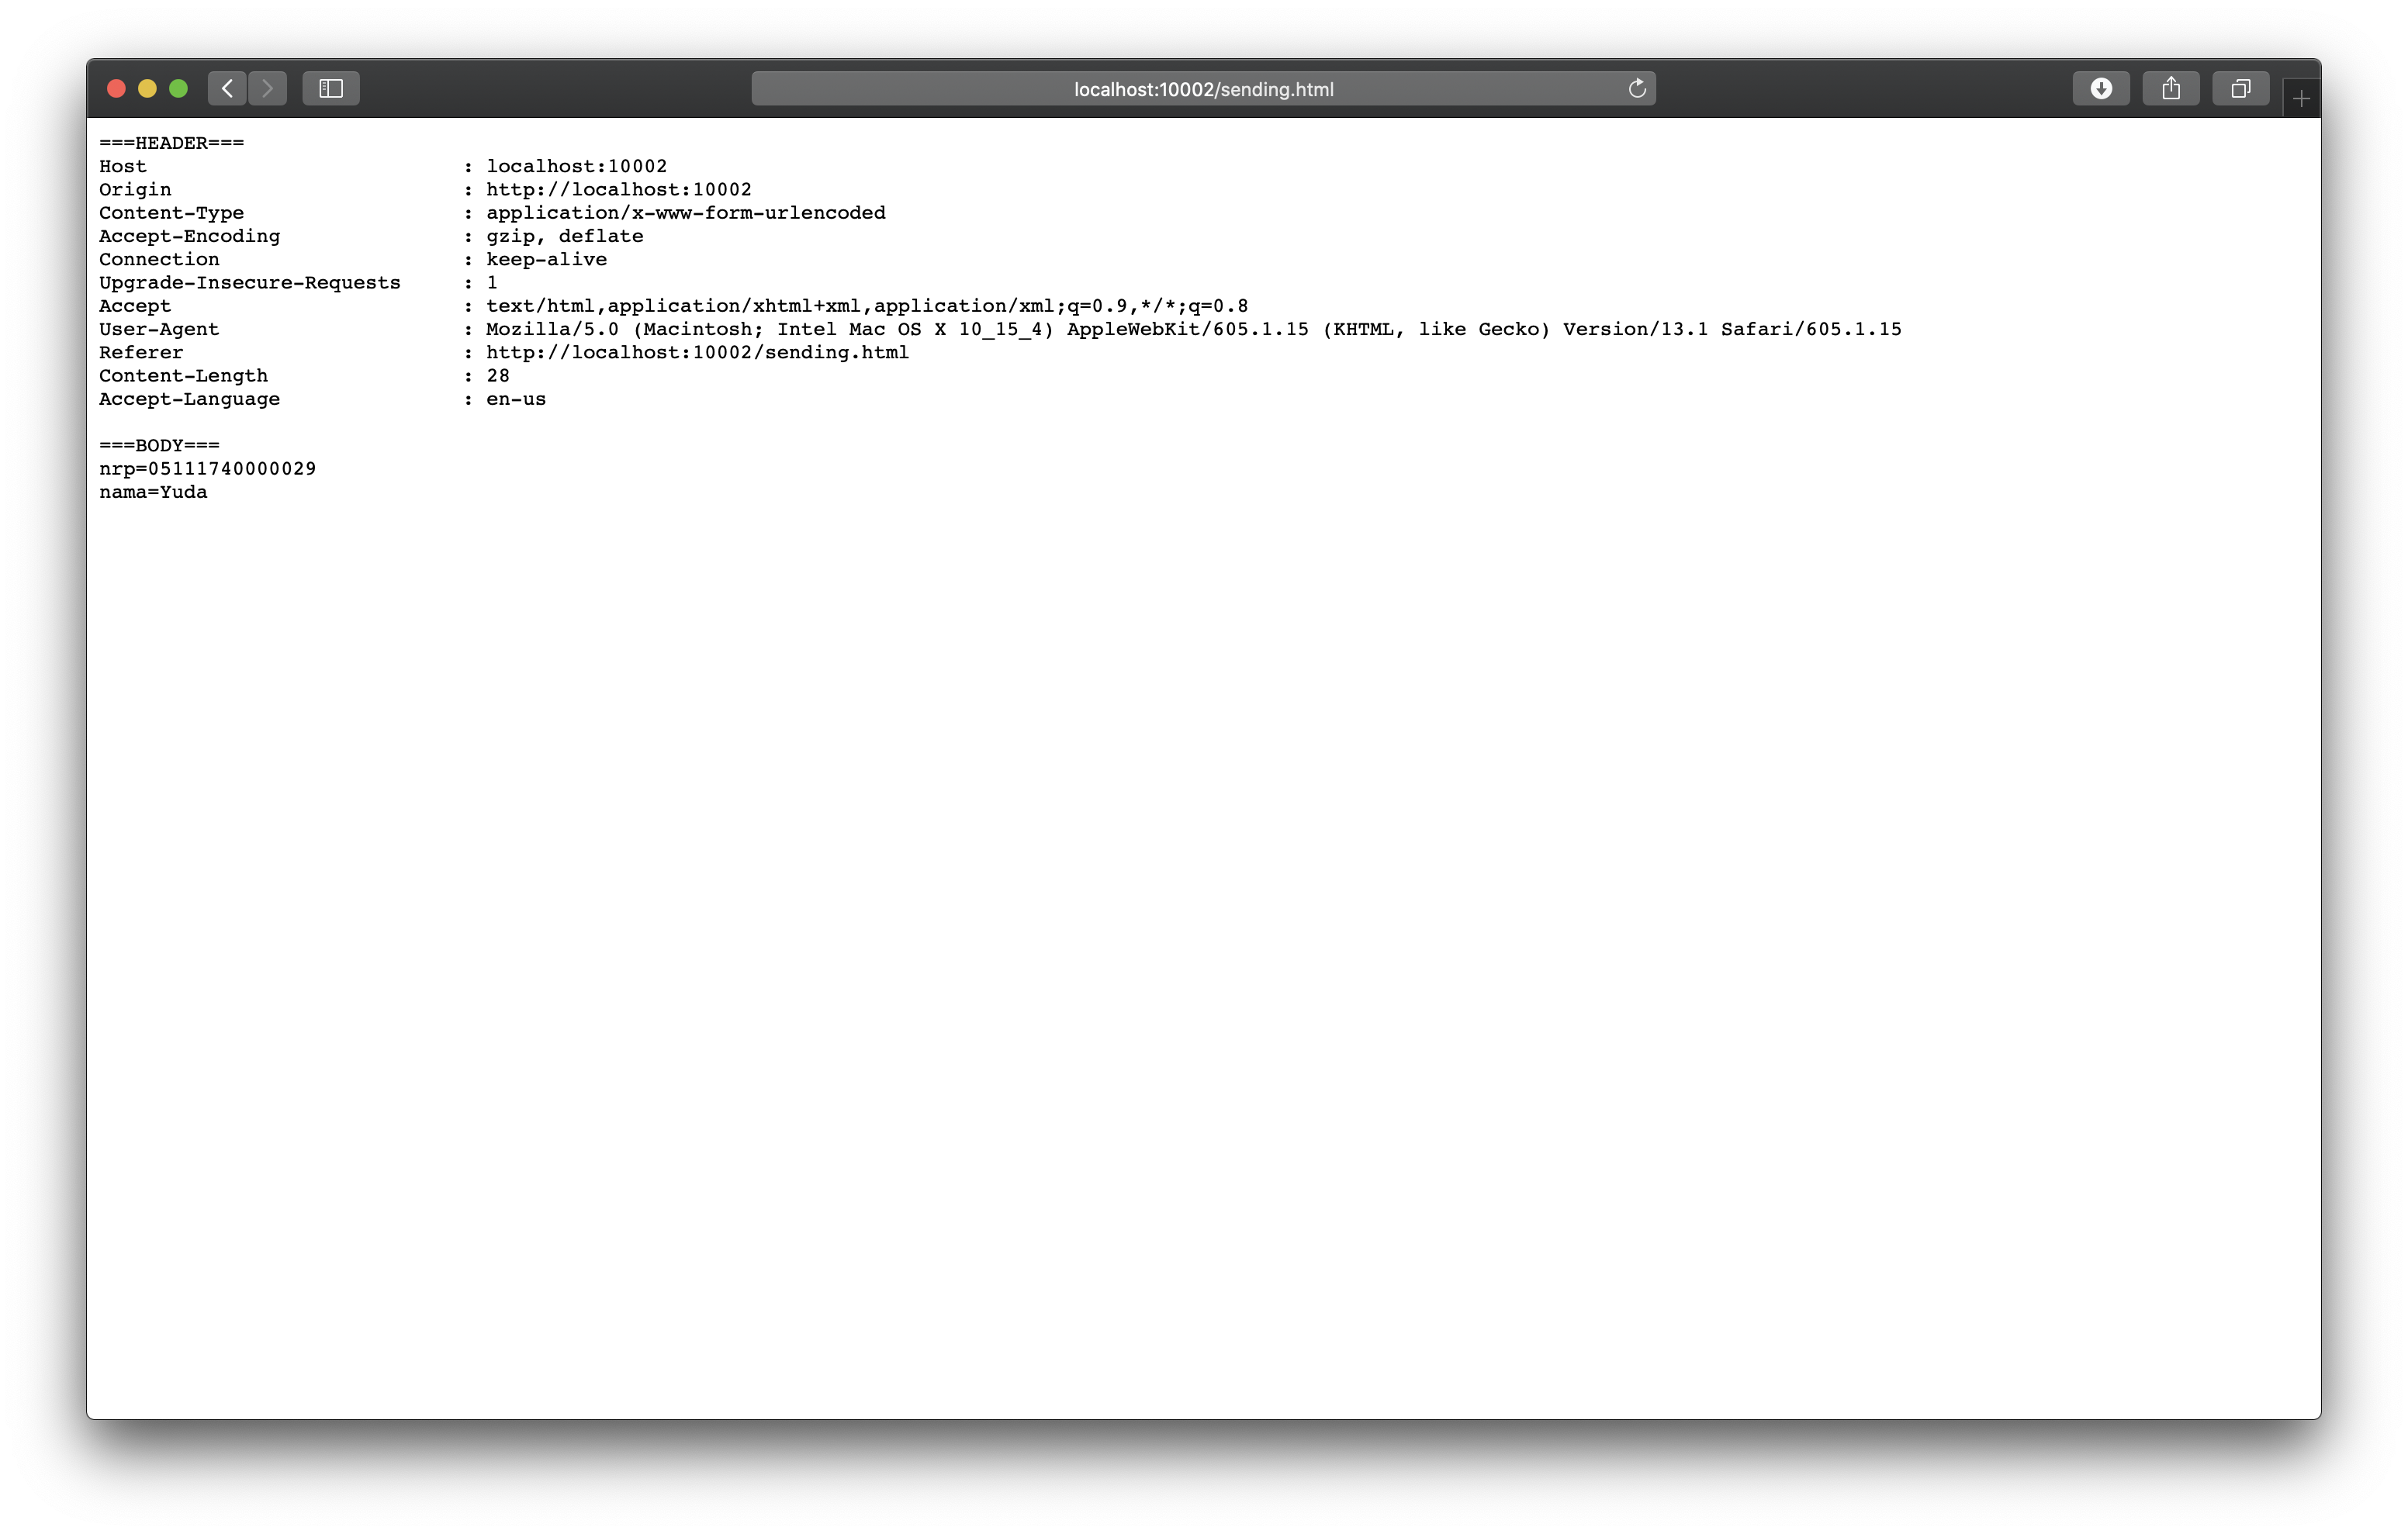 localhost:10002/sending.html
===HEADER===
Host : localhost:10002
Origin : http://localhost:10002
Content-Type : application/x-www-form-urlencoded
Accept-Encoding : gzip, deflate
Connection : keep-alive
Upgrade-Insecure-Requests : 1
Accept : text/html,application/xhtml+xml,application/xml;q=0.9,*/*;q=0.8
User-Agent : Mozilla/5.0 (Macintosh; Intel Mac OS X 10_15_4) AppleWebKit/605.1.15 (KHTML, like Gecko) Version/13.1 Safari/605.1.15
Referer : http://localhost:10002/sending.html
Content-Length : 28
Accept-Language : en-us
===BODY===
nrp=05111740000029
nama=Yuda